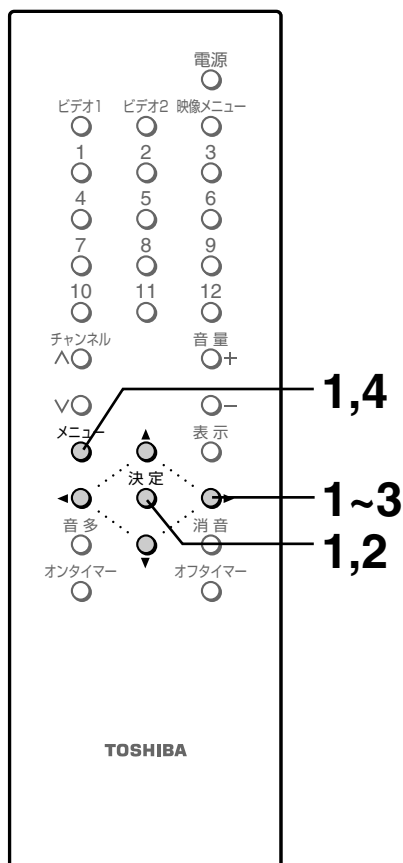 電源
ビデオ1 ビデオ2 映像メニュー
1 2 3
4 5 6
7 8 9
10 11 12
チャンネル 音量
∧ +
∨ −
メニュー ▲ 表示
◄ 決定 ►
音多 ▼ 消音
オンタイマー オフタイマー
TOSHIBA
1,4
1~3
1,2